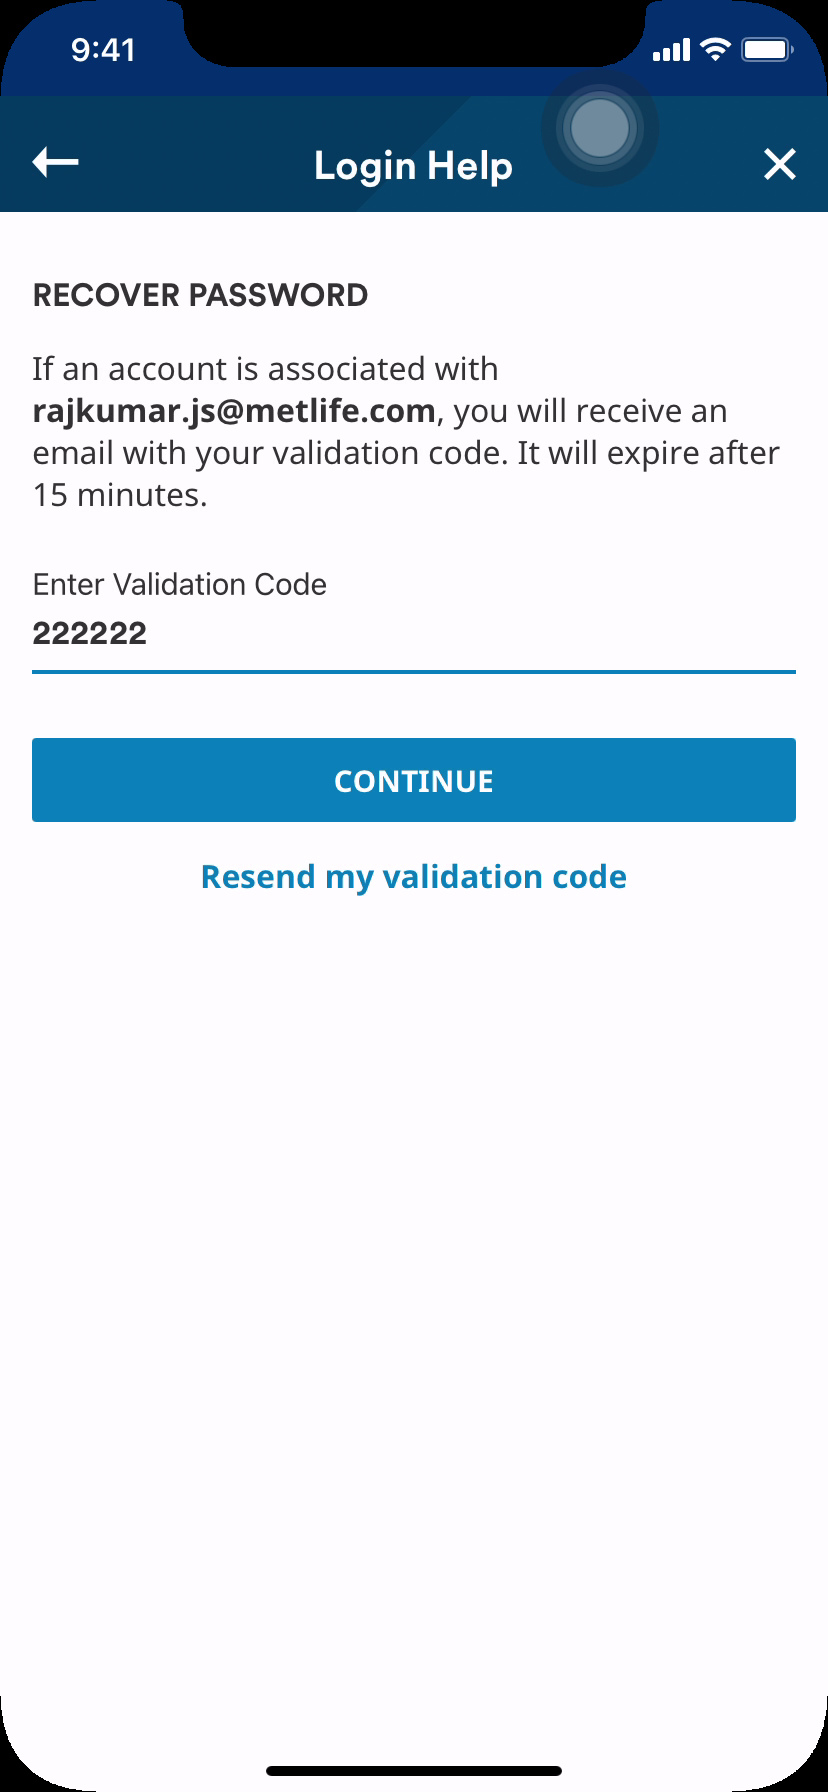 9:41
Login Help
RECOVER PASSWORD
If an account is associated with
rajkumar.js@metlife.com, you will receive an
email with your validation code. It will expire after
15 minutes.
Enter Validation Code
222222
CONTINUE
Resend my validation code